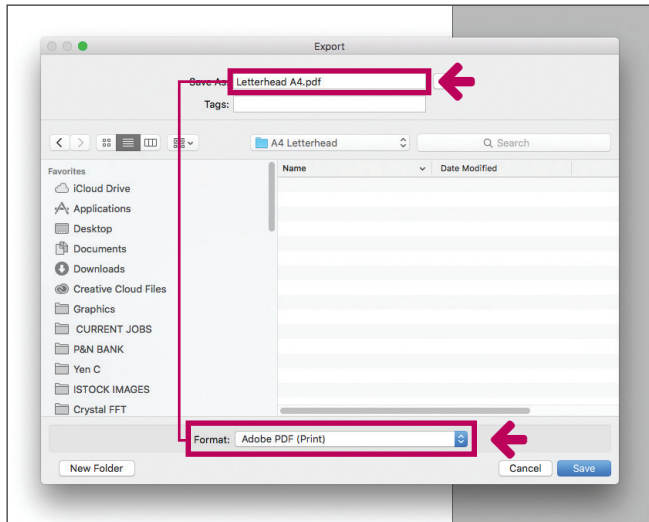 Export
Save As: Letterhead A4.pdf
Tags:
A4 Letterhead
Search
Favorites
Name
Date Modified
iCloud Drive
Applications
Desktop
Documents
Downloads
Creative Cloud Files
Graphics
CURRENT JOBS
P&N BANK
Yen C
ISTOCK IMAGES
Crystal FFT
Format: Adobe PDF (Print)
New Folder
Cancel
Save